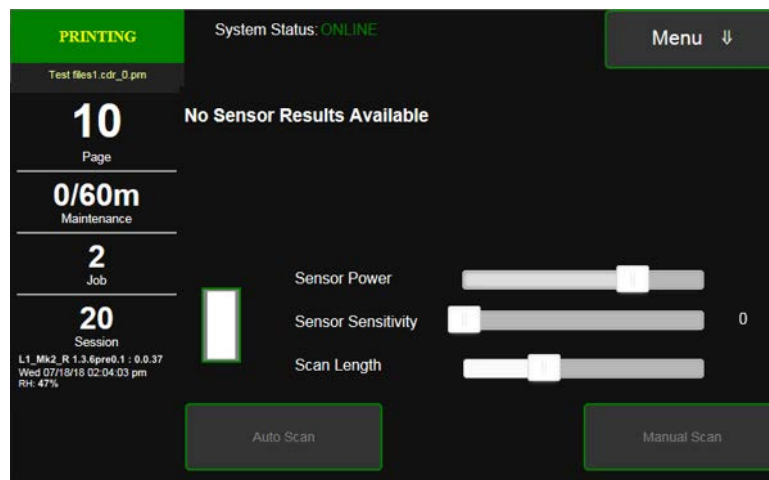 PRINTING
Test files1.cdr_0.prn
10
Page
0/60m
Maintenance
2
Job
20
Session
L1_Mk2_R 1.3.6pre0.1 : 0.0.37
Wed 07/18/18 02:04:03 pm
RH: 47%
System Status: ONLINE
Menu ⇓
No Sensor Results Available
Sensor Power
Sensor Sensitivity 0
Scan Length
Auto Scan
Manual Scan